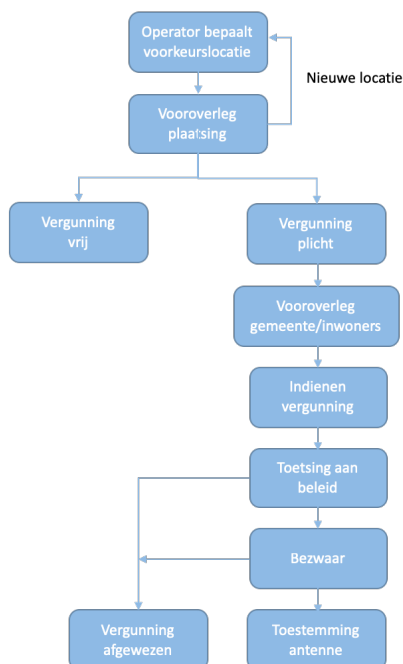 Operator bepaalt
voorkeurslocatie
Nieuwe locatie
Vooroverleg
plaatsing
Vergunning
vrij
Vergunning
plicht
Vooroverleg
gemeente/inwoners
Indienen
vergunning
Toetsing aan
beleid
Bezwaar
Vergunning
afgewezen
Toestemming
antenne